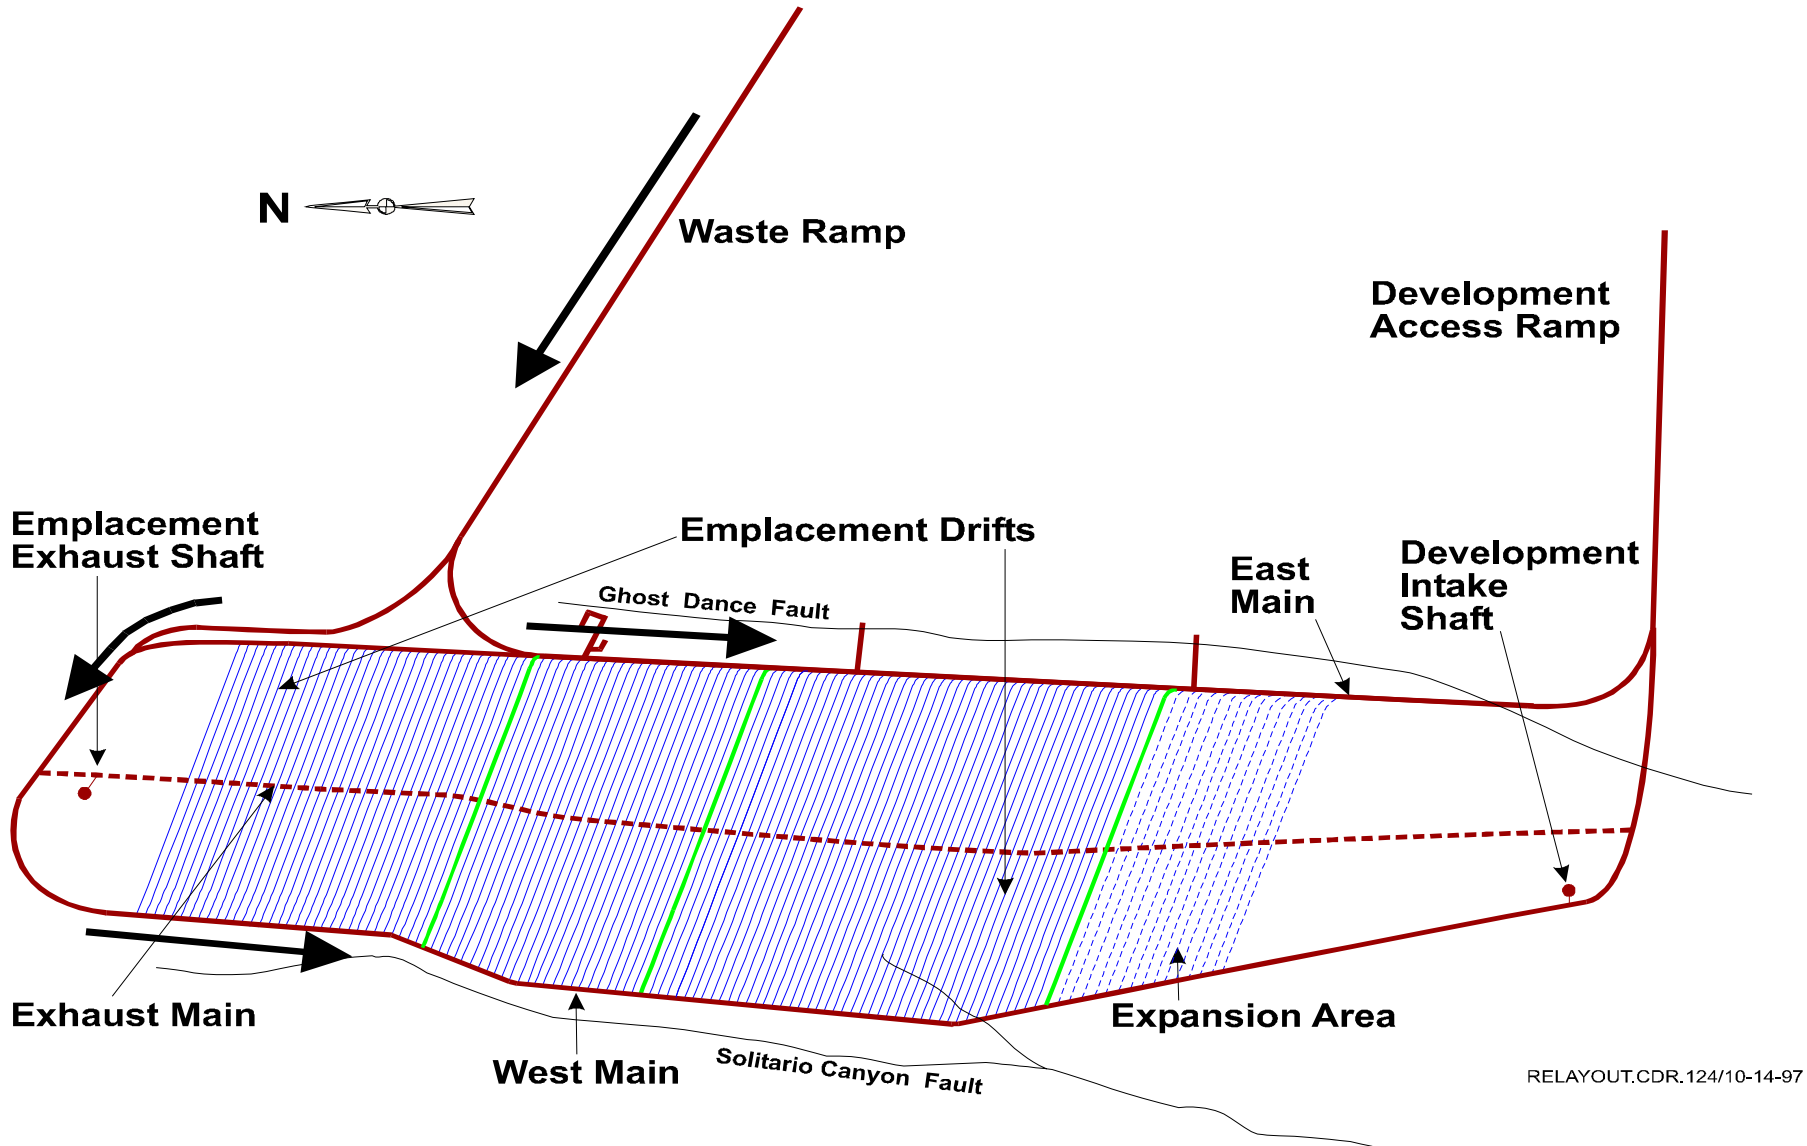 N
Waste Ramp
Development
Access Ramp
Emplacement
Exhaust Shaft
Emplacement Drifts
Ghost Dance Fault
East
Main
Development
Intake
Shaft
Exhaust Main
West Main
Solitario Canyon Fault
Expansion Area
RELAYOUT.CDR.124/10-14-97